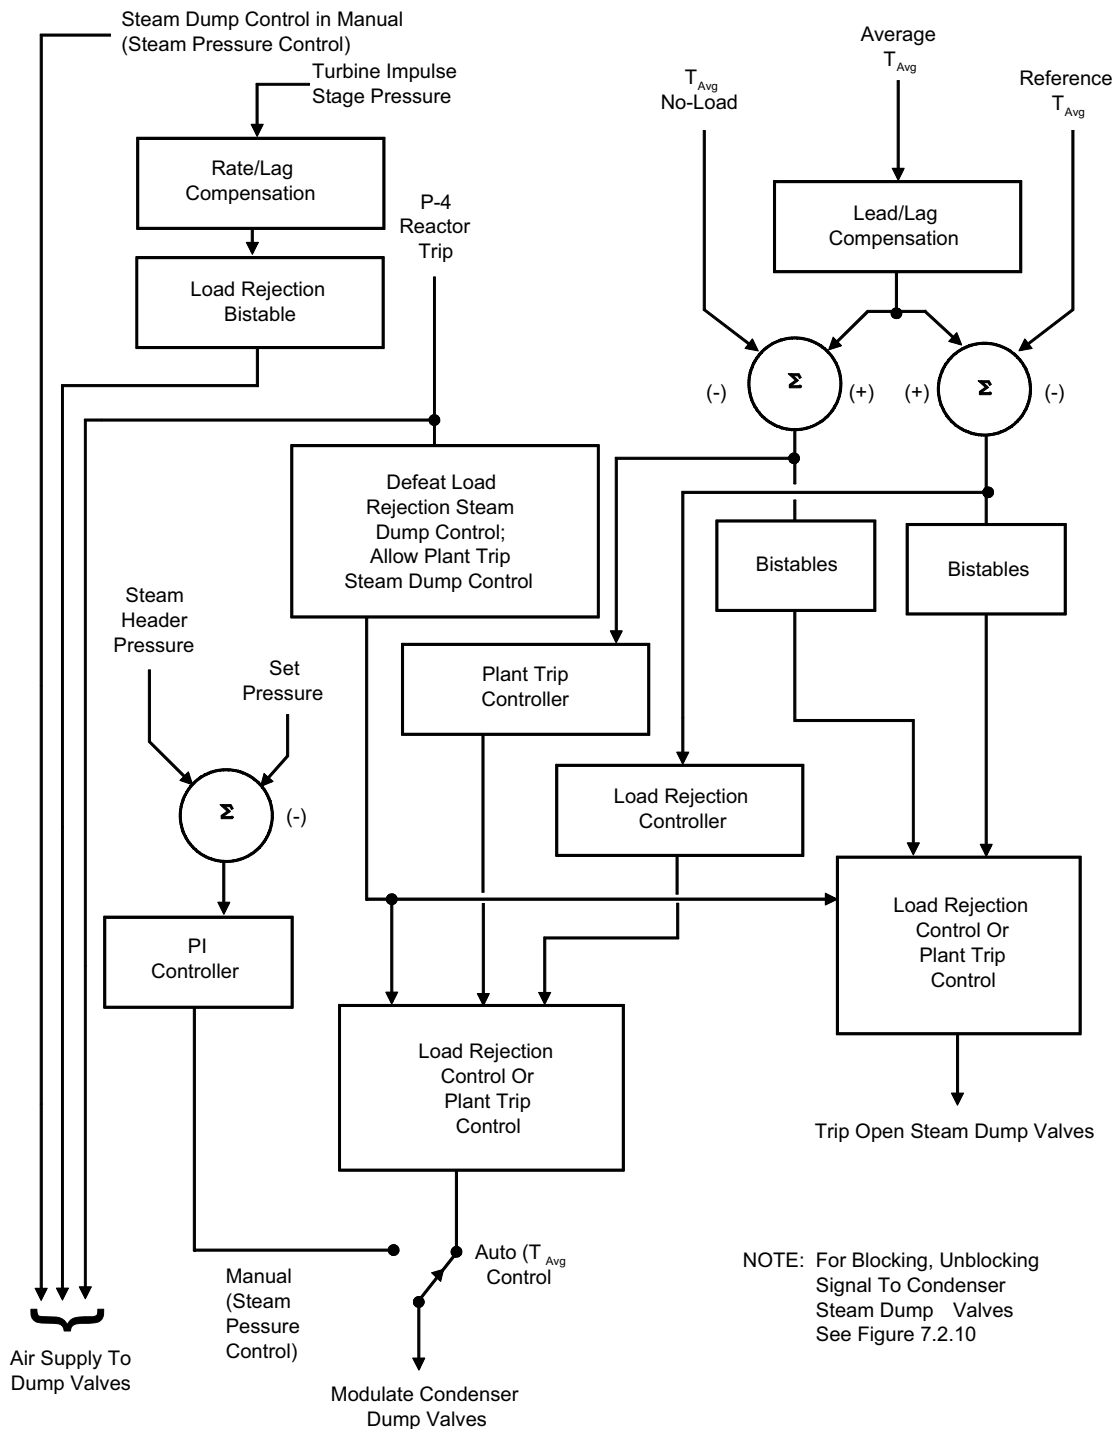 Steam Dump Control in Manual
(Steam Pressure Control)
Turbine Impulse
Stage Pressure
Rate/Lag
Compensation
Load Rejection
Bistable
P-4
Reactor
Trip
T Avg
No-Load
Average
T Avg
Reference
T Avg
Lead/Lag
Compensation
(-)
Σ
(+)
(+)
Σ
(-)
Defeat Load
Rejection Steam
Dump Control;
Allow Plant Trip
Steam Dump Control
Bistables
Bistables
Steam
Header
Pressure
Set
Pressure
Σ
(-)
Plant Trip
Controller
Load Rejection
Controller
PI
Controller
Load Rejection
Control Or
Plant Trip
Control
Load Rejection
Control Or
Plant Trip
Control
Trip Open Steam Dump Valves
Manual
(Steam
Pessure
Control)
Auto (T Avg
Control
NOTE: For Blocking, Unblocking
Signal To Condenser
Steam Dump Valves
See Figure 7.2.10
Air Supply To
Dump Valves
Modulate Condenser
Dump Valves